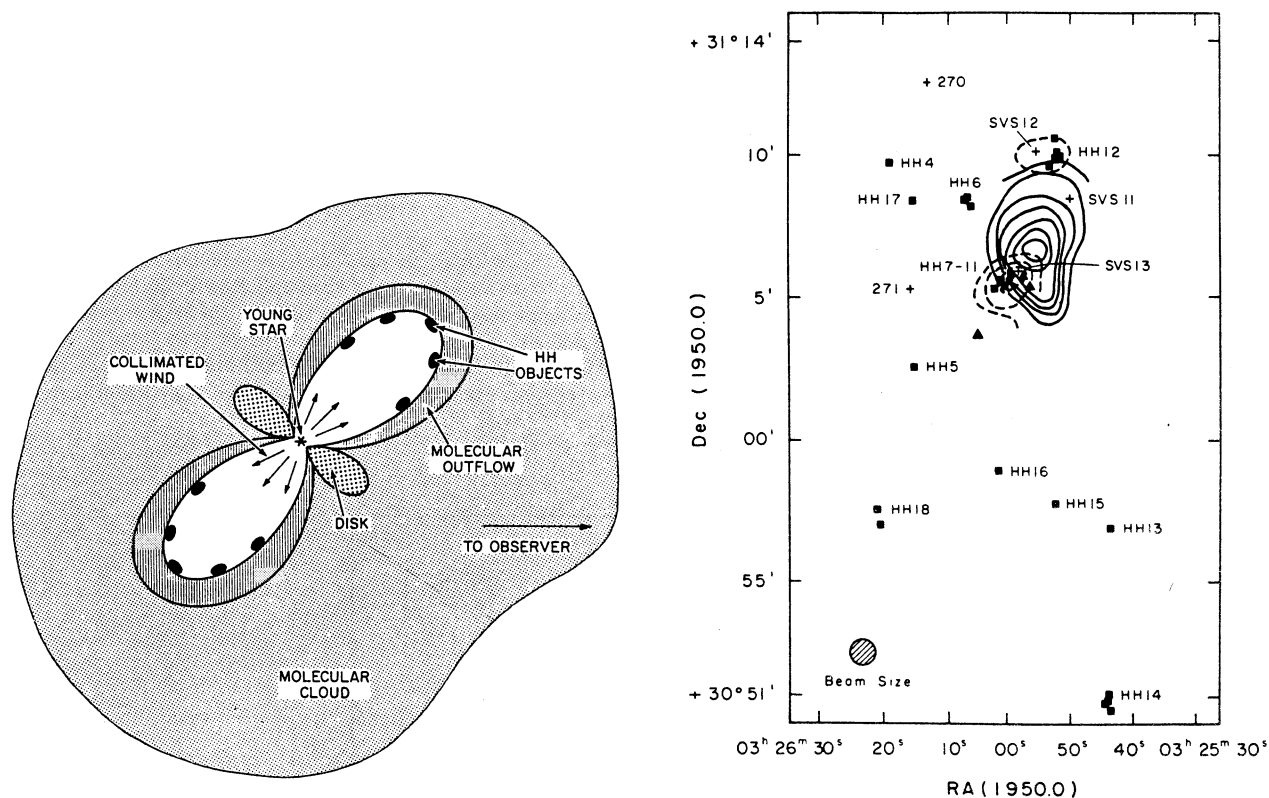 YOUNG
STAR
COLLIMATED
WIND
HH
OBJECTS
MOLECULAR
OUTFLOW
DISK
TO OBSERVER
MOLECULAR
CLOUD
+ 31° 14'
10'
5'
00'
55'
+ 30° 51'
Dec (1950.0)
+ 270
SVS12
HH12
HH4
HH6
HH17
SVS11
HH7-11
SVS13
271 +
HH5
HH16
HH18
HH15
HH13
Beam Size
HH14
03ʰ 26ᵐ 30ˢ 20ˢ 10ˢ 00ˢ 50ˢ 40ˢ 03ʰ 25ᵐ 30ˢ
RA (1950.0)